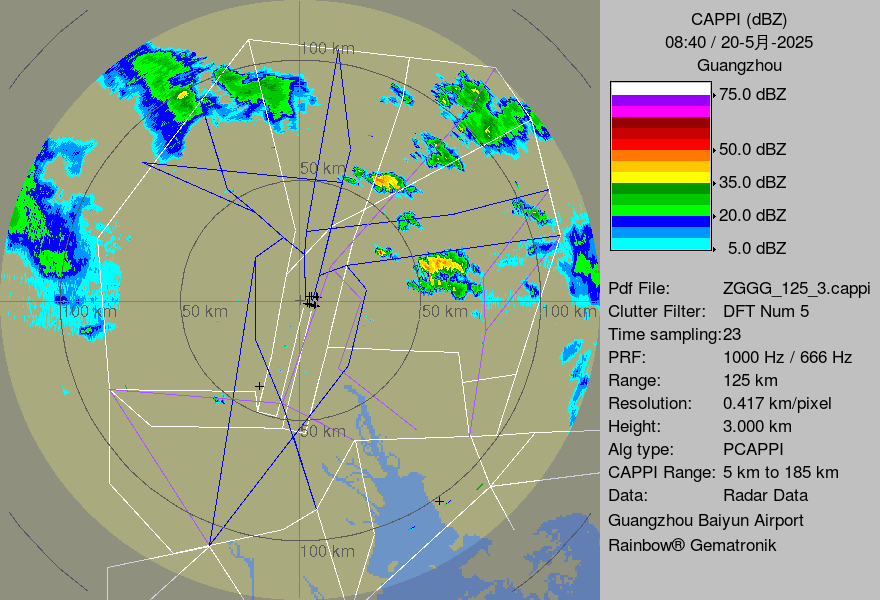 CAPPI (dBZ)
08:40 / 20-5月-2025
Guangzhou
75.0 dBZ
50.0 dBZ
35.0 dBZ
20.0 dBZ
5.0 dBZ
Pdf File: ZGGG_125_3.cappi
Clutter Filter: DFT Num 5
Time sampling:23
PRF: 1000 Hz / 666 Hz
Range: 125 km
Resolution: 0.417 km/pixel
Height: 3.000 km
Alg type: PCAPPI
CAPPI Range: 5 km to 185 km
Data: Radar Data
Guangzhou Baiyun Airport
Rainbow® Gematronik
100 km
50 km
100 km
50 km
50 km
100 km
50 km
100 km